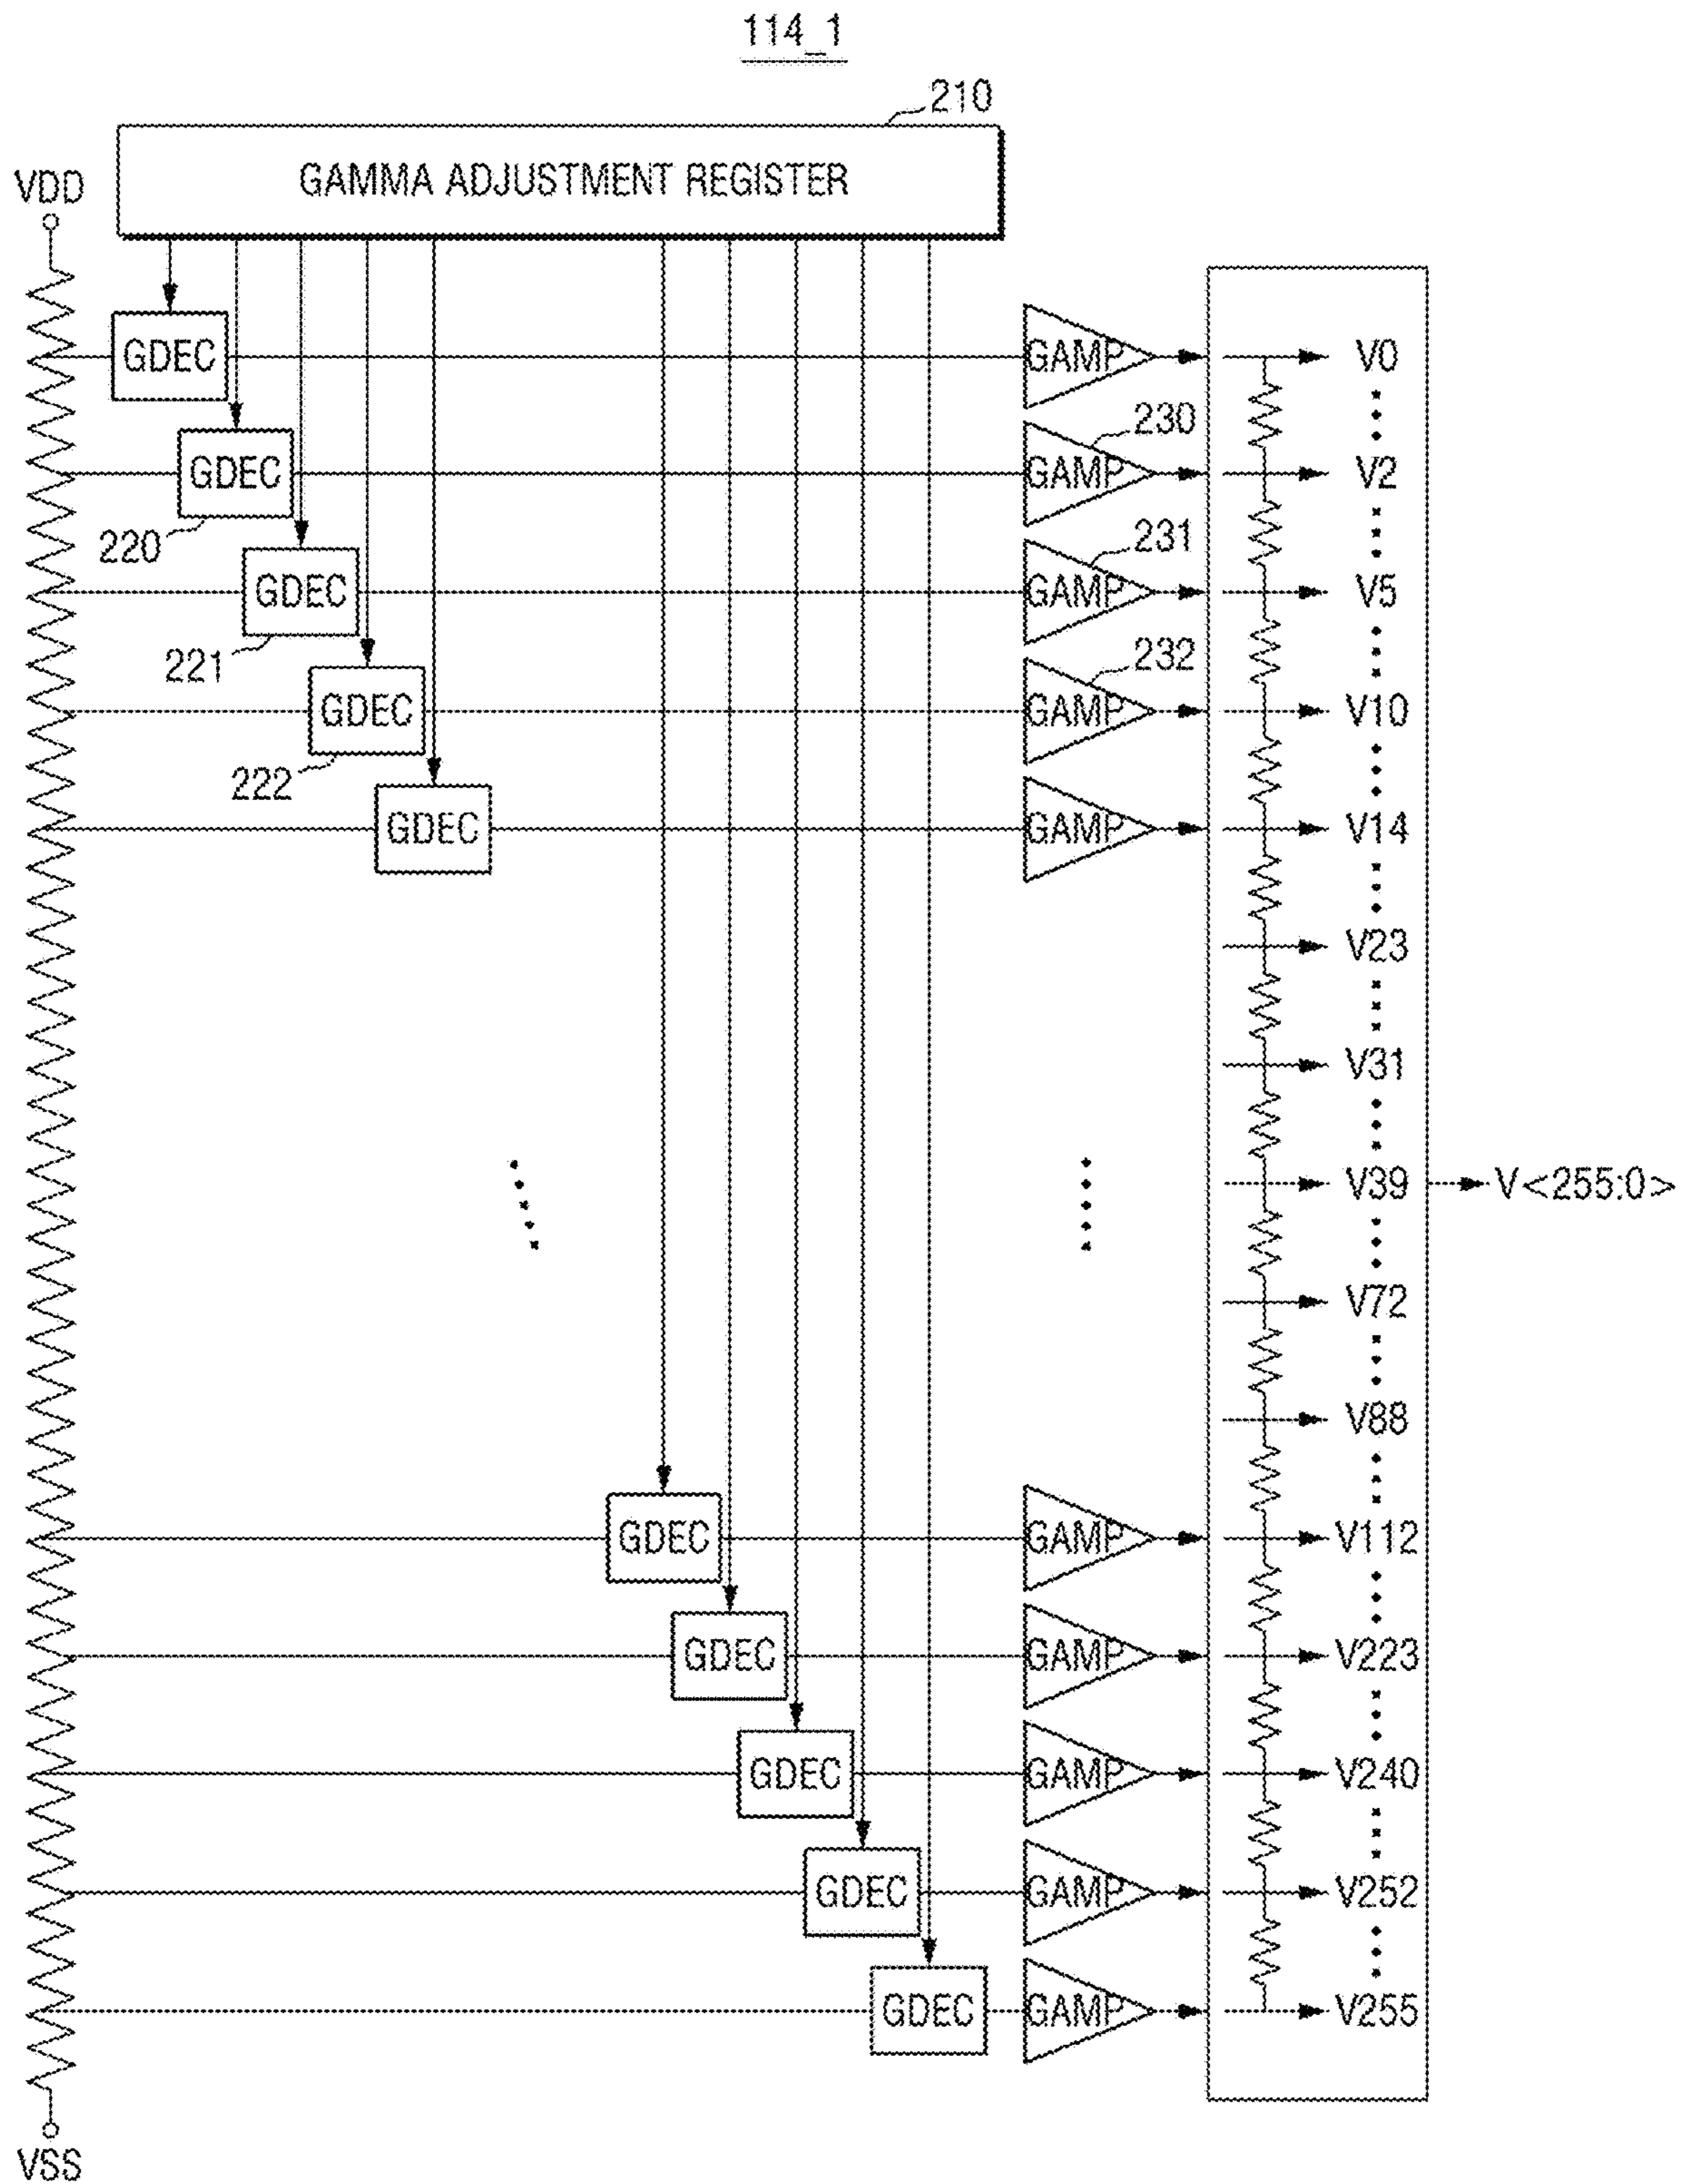 114_1
210
GAMMA ADJUSTMENT REGISTER
VDD
GDEC
GAMP
V0
230
GDEC
GAMP
V2
220
231
GDEC
GAMP
V5
221
232
GDEC
GAMP
V10
222
GDEC
GAMP
V14
V23
V31
V39
V<255:0>
V72
V88
GDEC
GAMP
V112
GDEC
GAMP
V223
GDEC
GAMP
V240
GDEC
GAMP
V252
GDEC
GAMP
V255
VSS